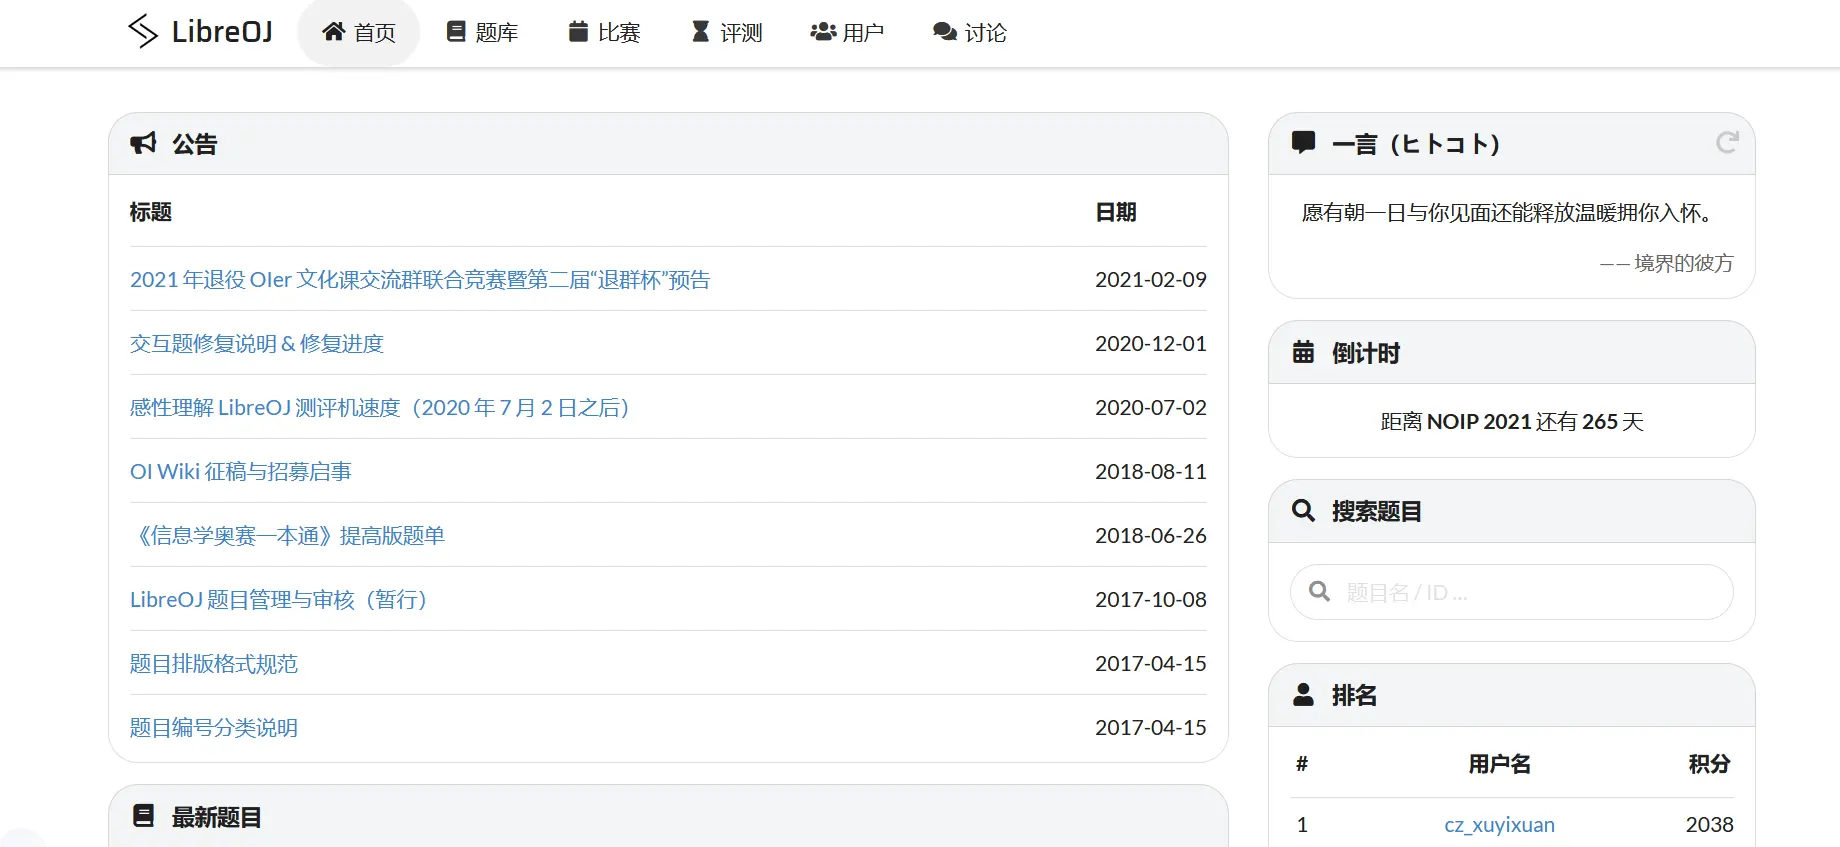 LibreOJ 首页 题库 比赛 评测 用户 讨论
公告
标题 日期
2021 年退役 OIer 文化课交流群联合竞赛暨第二届“退群杯”预告 2021-02-09
交互题修复说明 & 修复进度 2020-12-01
感性理解 LibreOJ 测评机速度（2020 年 7 月 2 日之后） 2020-07-02
OI Wiki 征稿与招募启事 2018-08-11
《信息学奥赛一本通》提高版题单 2018-06-26
LibreOJ 题目管理与审核（暂行） 2017-10-08
题目排版格式规范 2017-04-15
题目编号分类说明 2017-04-15
最新题目
一言（ヒトコト）
愿有朝一日与你见面还能释放温暖拥你入怀。
—— 境界的彼方
倒计时
距离 NOIP 2021 还有 265 天
搜索题目
题目名 / ID ...
排名
# 用户名 积分
1 cz_xuyixuan 2038